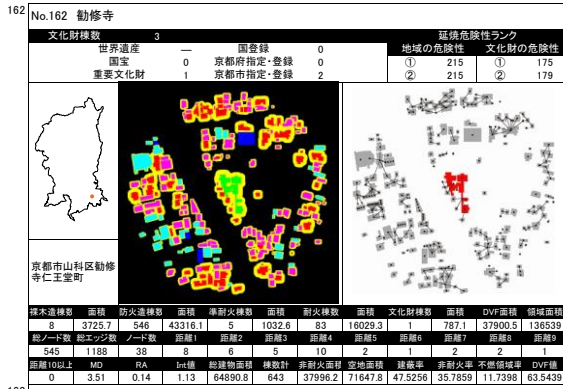 162
No.162 勧修寺
文化財棟数 3 延焼危険性ランク
世界遺産 ― 国登録 0 地域の危険性 文化財の危険性
国宝 0 京都府指定・登録 0 ① 215 ① 175
重要文化財 1 京都市指定・登録 2 ② 215 ② 179
京都市山科区勧修
寺仁王堂町
裸木造棟数 面積 防火造棟数 面積 準耐火棟数 面積 耐火棟数 面積 文化財棟数 面積 DVF面積 領域面積
8 3725.7 546 43316.1 5 1032.6 83 16029.3 1 787.1 37900.5 136539
総ノード数 総エッジ数 ノード数 距離1 距離2 距離3 距離4 距離5 距離6 距離7 距離8 距離9
545 1188 38 8 6 5 10 2 1 2 2 1
距離10以上 MD RA Int値 総建物面積 棟数計 非耐火面積 空地面積 建蔽率 非耐火率 不燃領域率 DVF値
0 3.51 0.14 1.13 64890.8 643 37996.2 71647.8 47.5256 35.7859 11.7398 63.5439